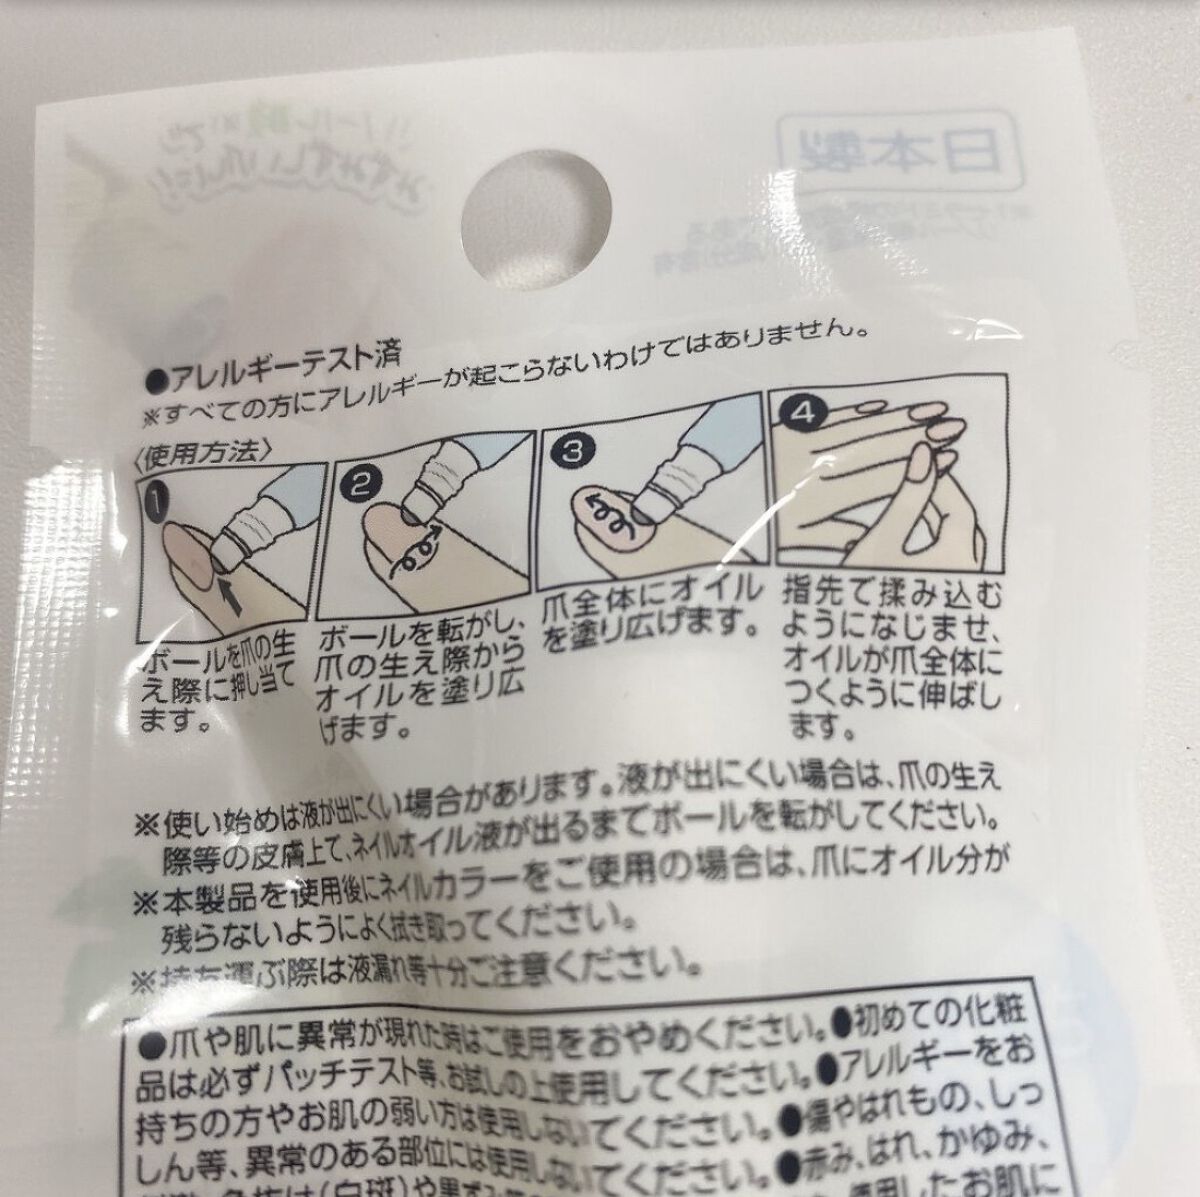 日本製
●アレルギーテスト済
※すべての方にアレルギーが起こらないわけではありません。
〈使用方法〉
1
ボールを爪の生
え際に押し当て
ます。
2
ボールを転がし、
爪の生え際から
オイルを塗り広
げます。
3
爪全体にオイル
を塗り広げます。
4
指先で揉み込む
ようになじませ、
オイルが爪全体に
つくように伸ばし
ます。
※使い始めは液が出にくい場合があります。液が出にくい場合は、爪の生え
際等の皮膚上で、ネイルオイル液が出るまでボールを転がしてください。
※本製品を使用後にネイルカラーをご使用の場合は、爪にオイル分が
残らないようによく拭き取ってください。
※持ち運ぶ際は液漏れ等十分ご注意ください。
●爪や肌に異常が現れた時はご使用をおやめください。●初めての化粧
品は必ずパッチテスト等、お試しの上使用してください。●アレルギーをお
持ちの方やお肌の弱い方は使用しないでください。●傷やはれもの、しっ
しん等、異常のある部位には使用しないでください。●赤み、はれ、かゆみ、
(白斑)や黒ずみ 使用したお肌に